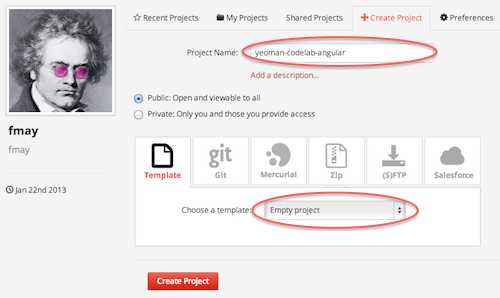 Recent Projects
My Projects
Shared Projects
Create Project
Preferences
Project Name: yeoman-codelab-angular
Add a description...
Public: Open and viewable to all
Private: Only you and those you provide access
fmay
fmay
Jan 22nd 2013
git
Template
Git
Mercurial
Zip
(S)FTP
Salesforce
Choose a template: Empty project
Create Project